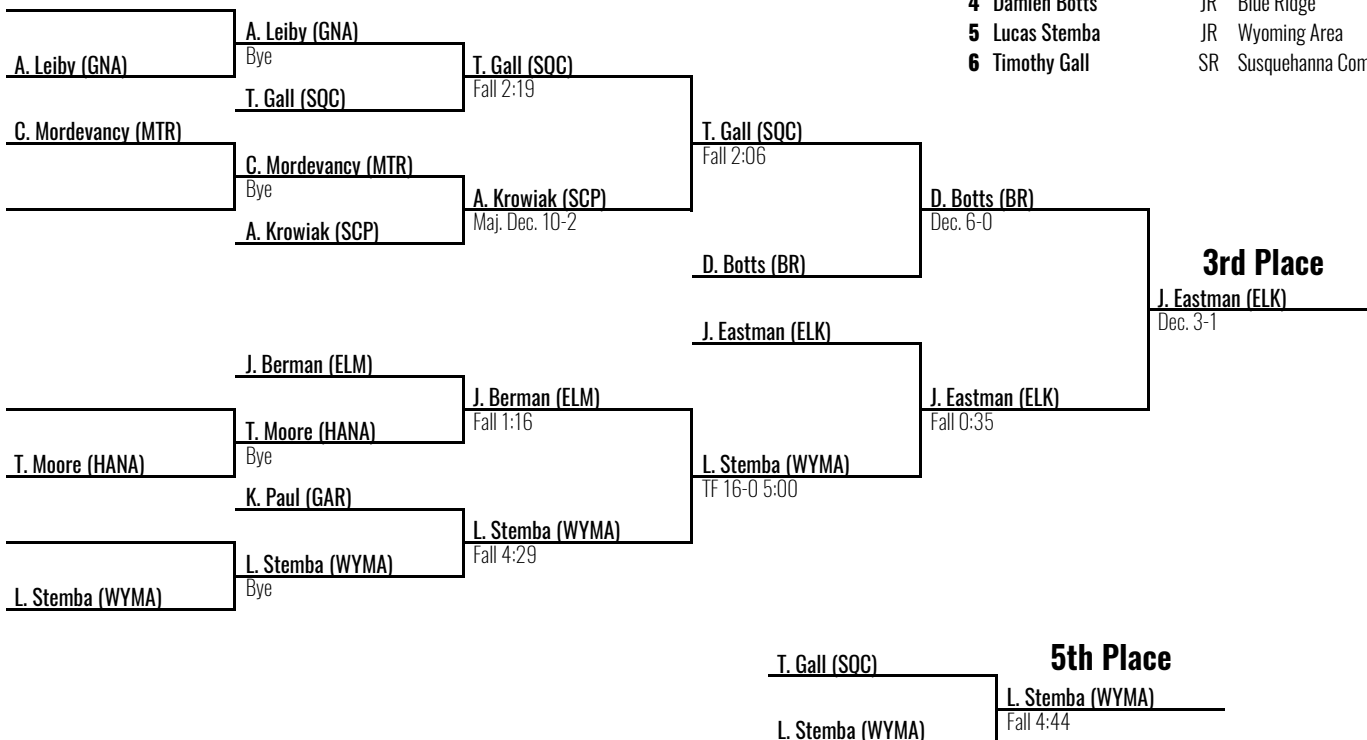 4 Damien Botts JR Blue Ridge
5 Lucas Stemba JR Wyoming Area
6 Timothy Gall SR Susquehanna Com
A. Leiby (GNA)
A. Leiby (GNA)
Bye
T. Gall (SQC)
T. Gall (SQC)
Fall 2:19
C. Mordevancy (MTR)
C. Mordevancy (MTR)
Bye
A. Krowiak (SCP)
A. Krowiak (SCP)
Maj. Dec. 10-2
T. Gall (SQC)
Fall 2:06
D. Botts (BR)
D. Botts (BR)
Dec. 6-0
3rd Place
J. Eastman (ELK)
Dec. 3-1
J. Eastman (ELK)
J. Berman (ELM)
J. Berman (ELM)
Fall 1:16
J. Eastman (ELK)
Fall 0:35
T. Moore (HANA)
Bye
T. Moore (HANA)
L. Stemba (WYMA)
TF 16-0 5:00
K. Paul (GAR)
L. Stemba (WYMA)
Fall 4:29
L. Stemba (WYMA)
Bye
L. Stemba (WYMA)
5th Place
T. Gall (SQC)
L. Stemba (WYMA)
Fall 4:44
L. Stemba (WYMA)